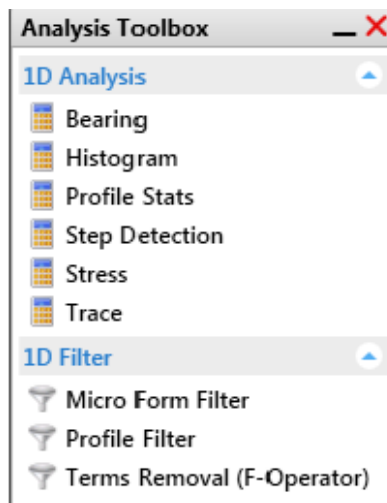 Analysis Toolbox
1D Analysis
Bearing
Histogram
Profile Stats
Step Detection
Stress
Trace
1D Filter
Micro Form Filter
Profile Filter
Terms Removal (F-Operator)